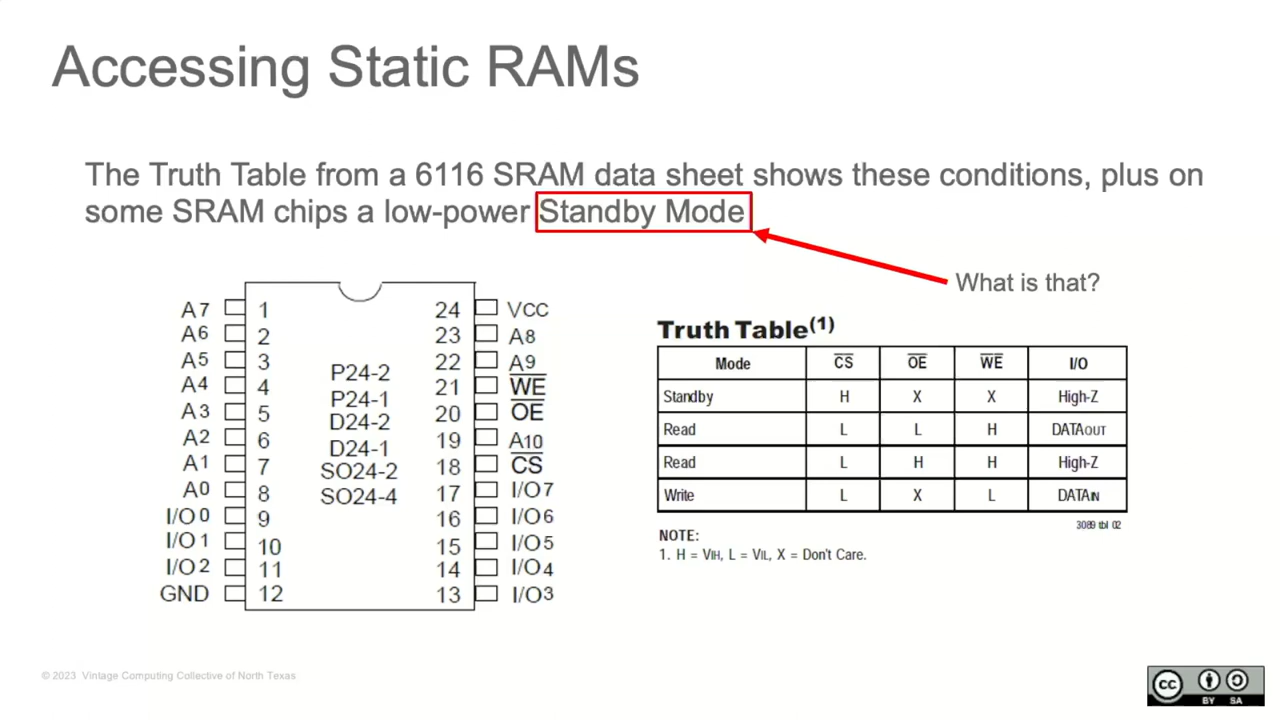 Accessing Static RAMs
The Truth Table from a 6116 SRAM data sheet shows these conditions, plus on
some SRAM chips a low-power Standby Mode
What is that?
A7 1 24 VCC
A6 2 23 A8
A5 3 22 A9
A4 4 21 WE
A3 5 20 OE
A2 6 19 A10
A1 7 18 CS
A0 8 17 I/O7
I/O0 9 16 I/O6
I/O1 10 15 I/O5
I/O2 11 14 I/O4
GND 12 13 I/O3
P24-2
P24-1
D24-2
D24-1
SO24-2
SO24-4
Truth Table(1)
Mode CS OE WE I/O
Standby H X X High-Z
Read L L H DATAOUT
Read L H H High-Z
Write L X L DATAIN
3089 tbl 02
NOTE:
1. H = VIH, L = VIL, X = Don't Care.
© 2023 Vintage Computing Collective of North Texas
cc
BY SA